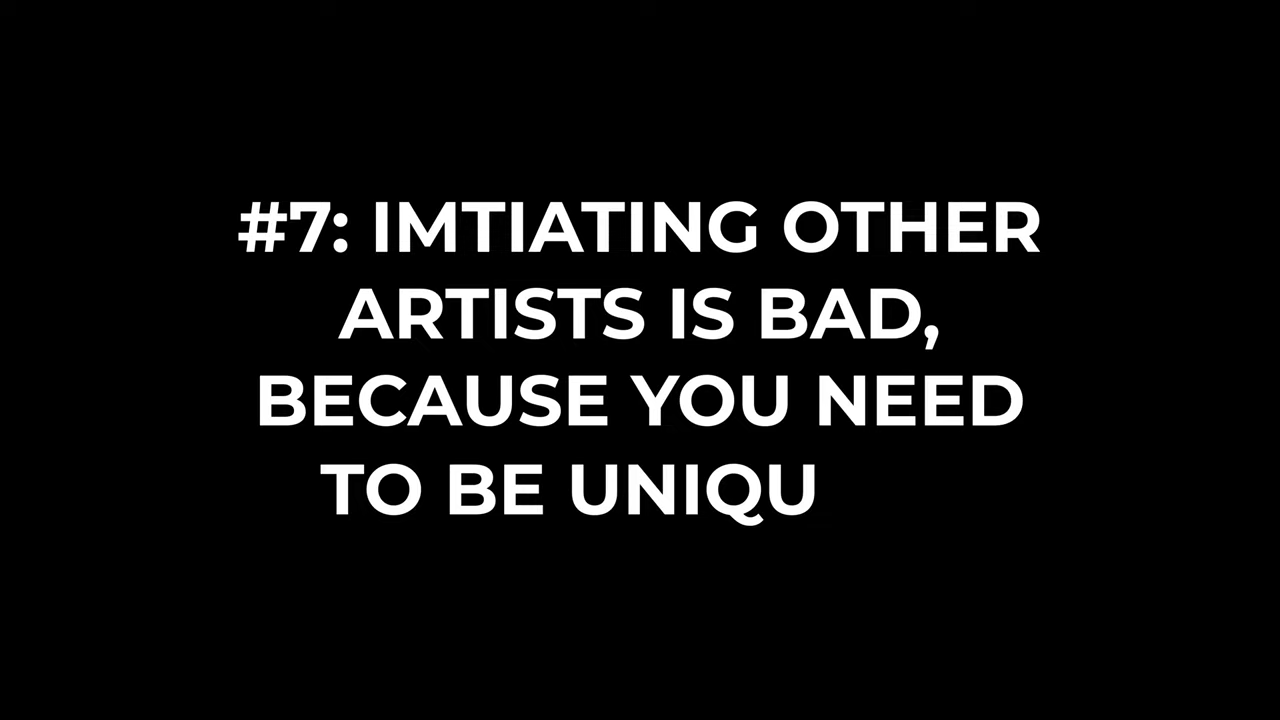 #7: IMTIATING OTHER
ARTISTS IS BAD,
BECAUSE YOU NEED
TO BE UNIQU